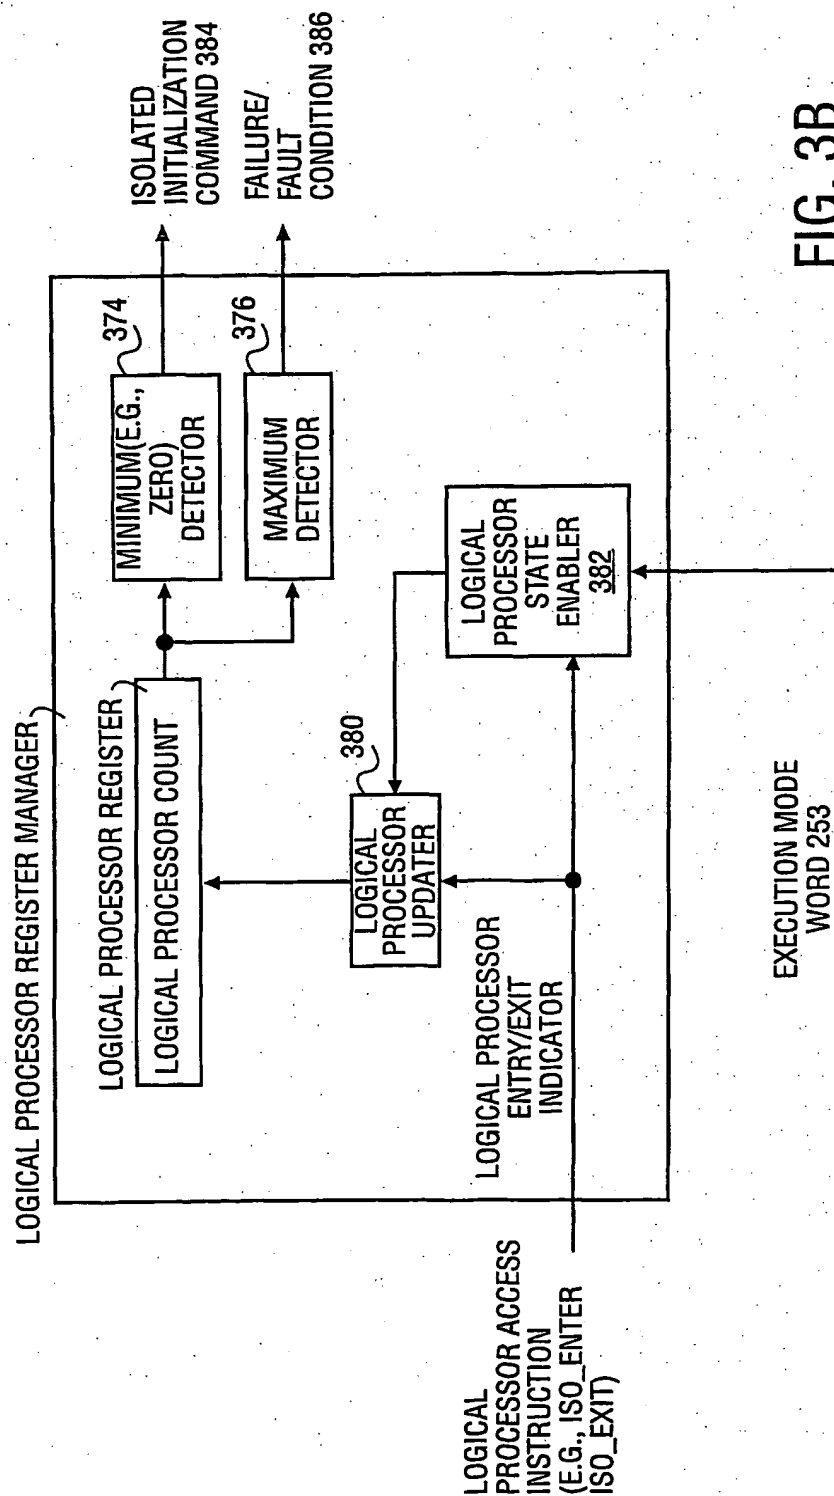 LOGICAL PROCESSOR REGISTER MANAGER
LOGICAL PROCESSOR REGISTER
LOGICAL PROCESSOR COUNT
374
MINIMUM(E.G.,
ZERO)
DETECTOR
ISOLATED
INITIALIZATION
COMMAND 384
376
MAXIMUM
DETECTOR
FAILURE/
FAULT
CONDITION 386
380
LOGICAL
PROCESSOR
UPDATER
LOGICAL
PROCESSOR
STATE
ENABLER
382
LOGICAL PROCESSOR
ENTRY/EXIT
INDICATOR
LOGICAL
PROCESSOR ACCESS
INSTRUCTION
(E.G., ISO_ENTER
ISO_EXIT)
EXECUTION MODE
WORD 253
FIG. 3B